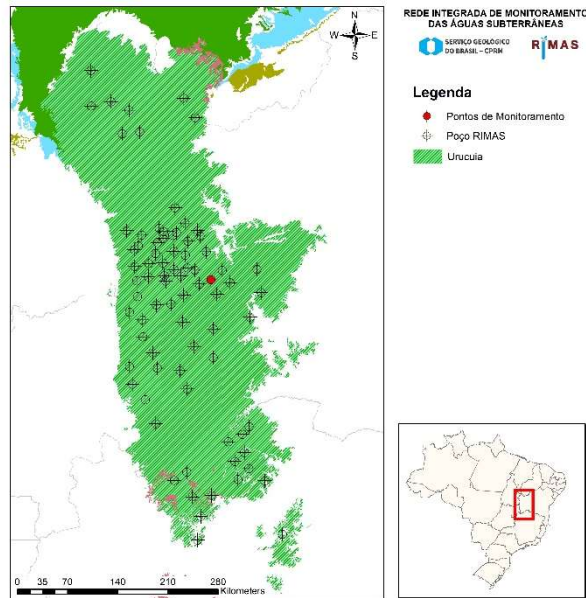 REDE INTEGRADA DE MONITORAMENTO
DAS ÁGUAS SUBTERRÂNEAS
SERVIÇO GEOLÓGICO
DO BRASIL – CPRM
RIMAS
Legenda
Pontos de Monitoramento
Poço RIMAS
Urucuia
N
W E
S
0 35 70 140 210 280
Kilometers